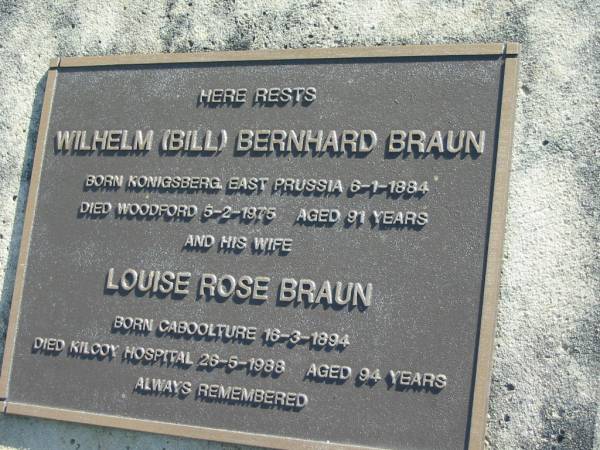 HERE RESTS
WILHELM (BILL) BERNHARD BRAUN
BORN KONIGSBERG, EAST PRUSSIA 6-1-1884
DIED WOODFORD 5-2-1975 AGED 91 YEARS
AND HIS WIFE
LOUISE ROSE BRAUN
BORN CABOOLTURE 16-3-1894
DIED KILCOY HOSPITAL 26-5-1988 AGED 94 YEARS
ALWAYS REMEMBERED